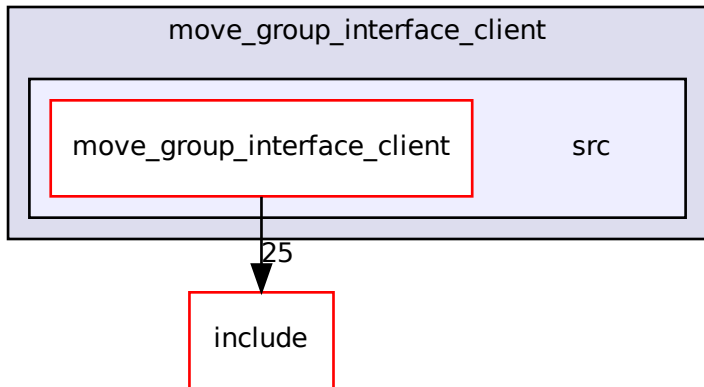 move_group_interface_client
move_group_interface_client
src
25
include